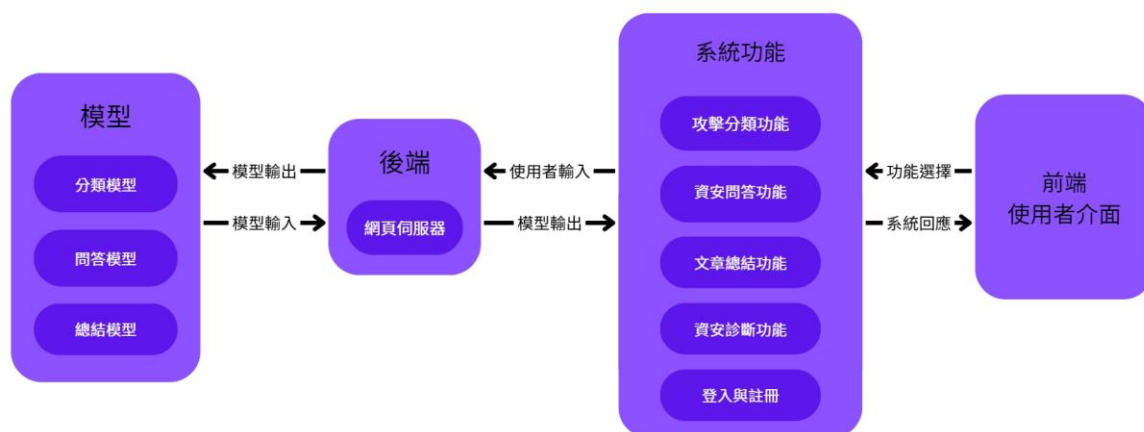 模型
分類模型
問答模型
總結模型
模型輸出
模型輸入
後端
網頁伺服器
使用者輸入
模型輸出
系統功能
攻擊分類功能
資安問答功能
文章總結功能
資安診斷功能
登入與註冊
功能選擇
系統回應
前端
使用者介面